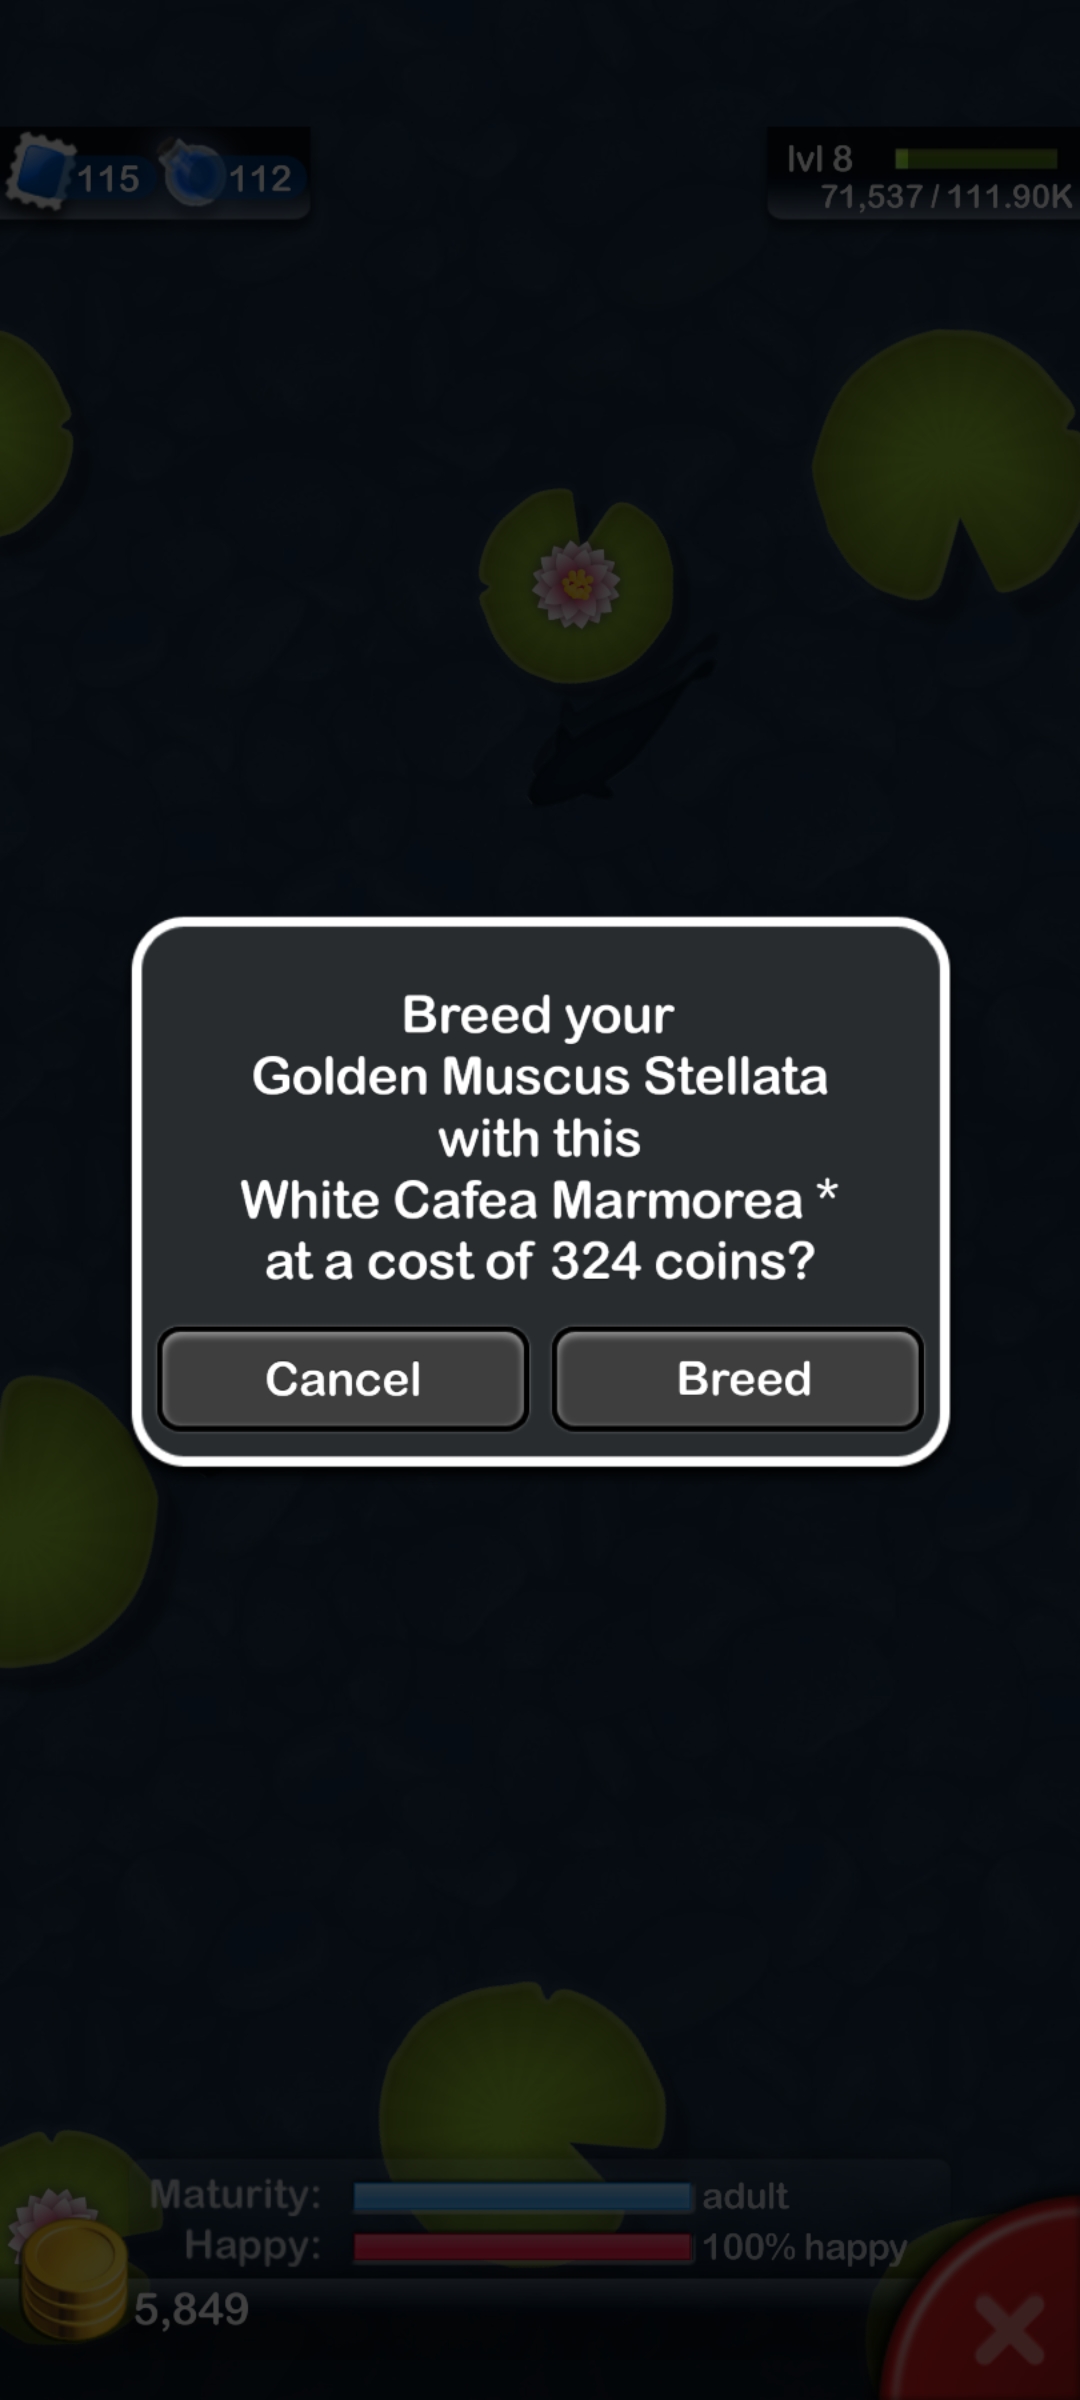 115 112
lvl 8
71,537 / 111.90K
Breed your
Golden Muscus Stellata
with this
White Cafea Marmorea *
at a cost of 324 coins?
Cancel Breed
Maturity: adult
Happy: 100% happy
5,849